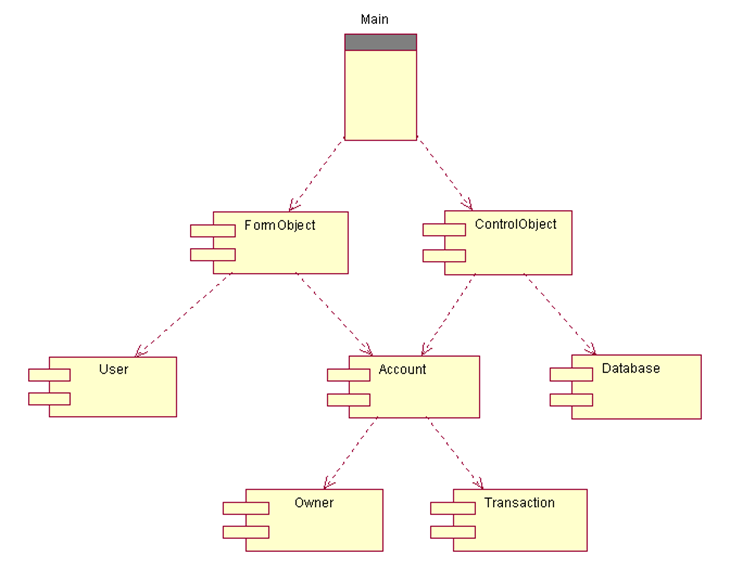 Main
FormObject
ControlObject
User
Account
Database
Owner
Transaction